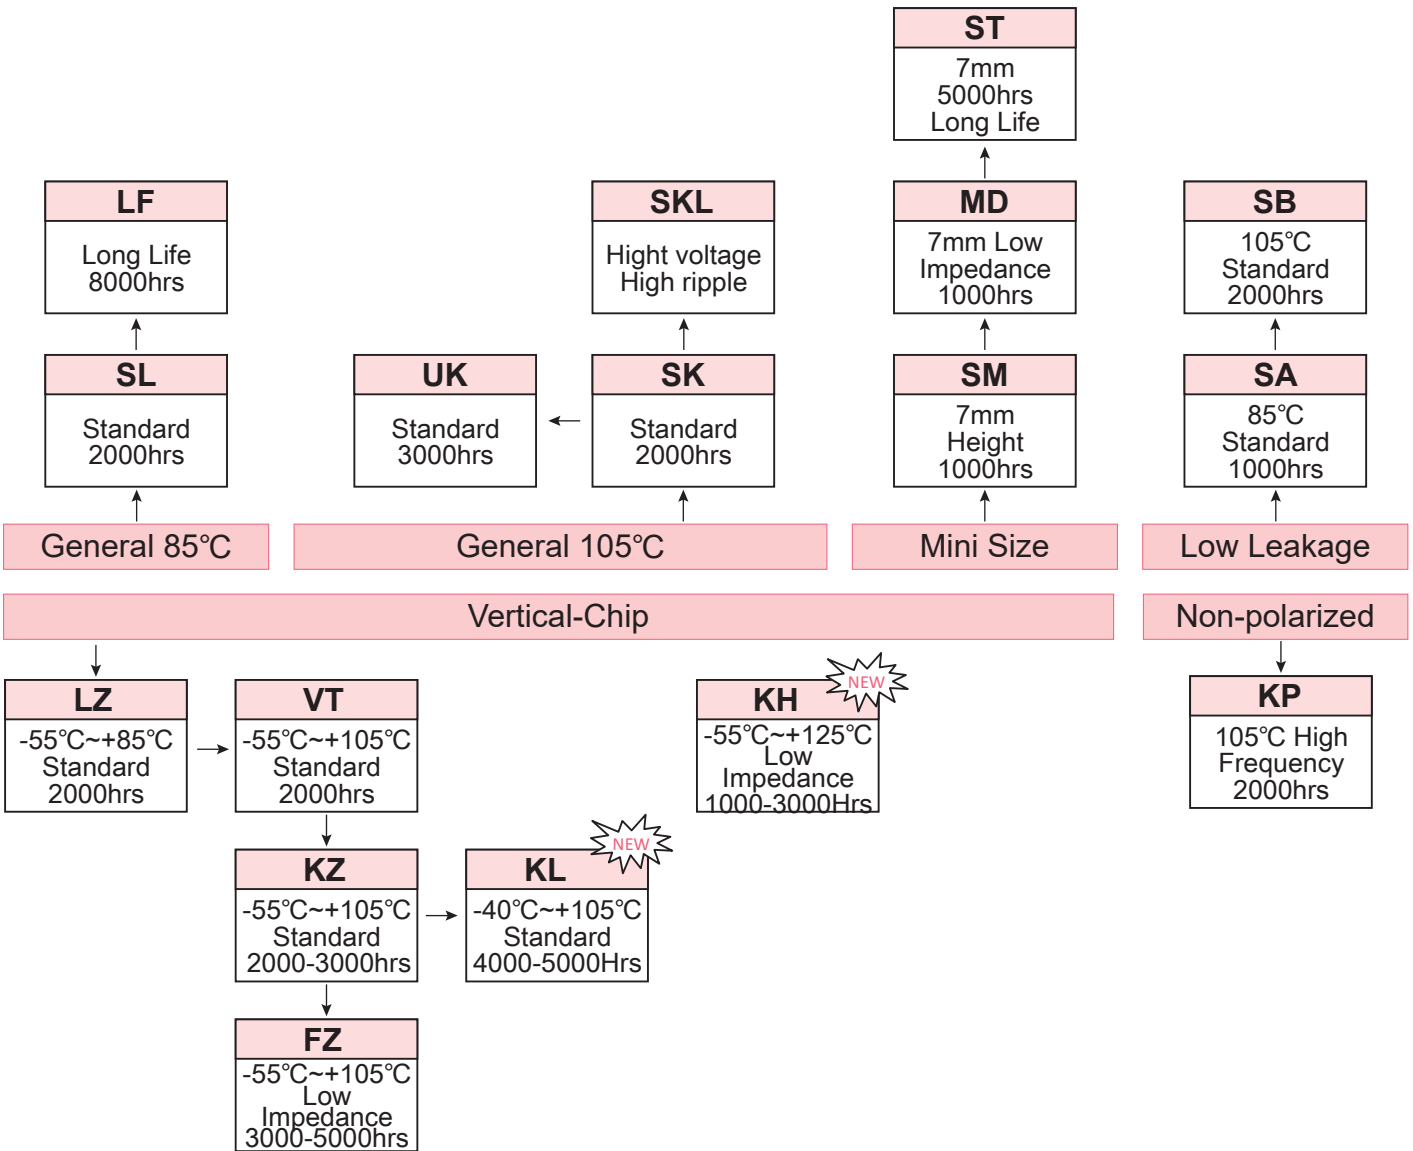 ST
7mm
5000hrs
Long Life
LF
Long Life
8000hrs
SKL
Hight voltage
High ripple
MD
7mm Low
Impedance
1000hrs
SB
105℃
Standard
2000hrs
SL
Standard
2000hrs
UK
Standard
3000hrs
SK
Standard
2000hrs
SM
7mm
Height
1000hrs
SA
85℃
Standard
1000hrs
General 85℃
General 105℃
Mini Size
Low Leakage
Vertical-Chip
Non-polarized
LZ
-55℃~+85℃
Standard
2000hrs
VT
-55℃~+105℃
Standard
2000hrs
NEW
KH
-55℃~+125℃
Low
Impedance
1000-3000Hrs
KP
105℃ High
Frequency
2000hrs
KZ
-55℃~+105℃
Standard
2000-3000hrs
NEW
KL
-40℃~+105℃
Standard
4000-5000Hrs
FZ
-55℃~+105℃
Low
Impedance
3000-5000hrs